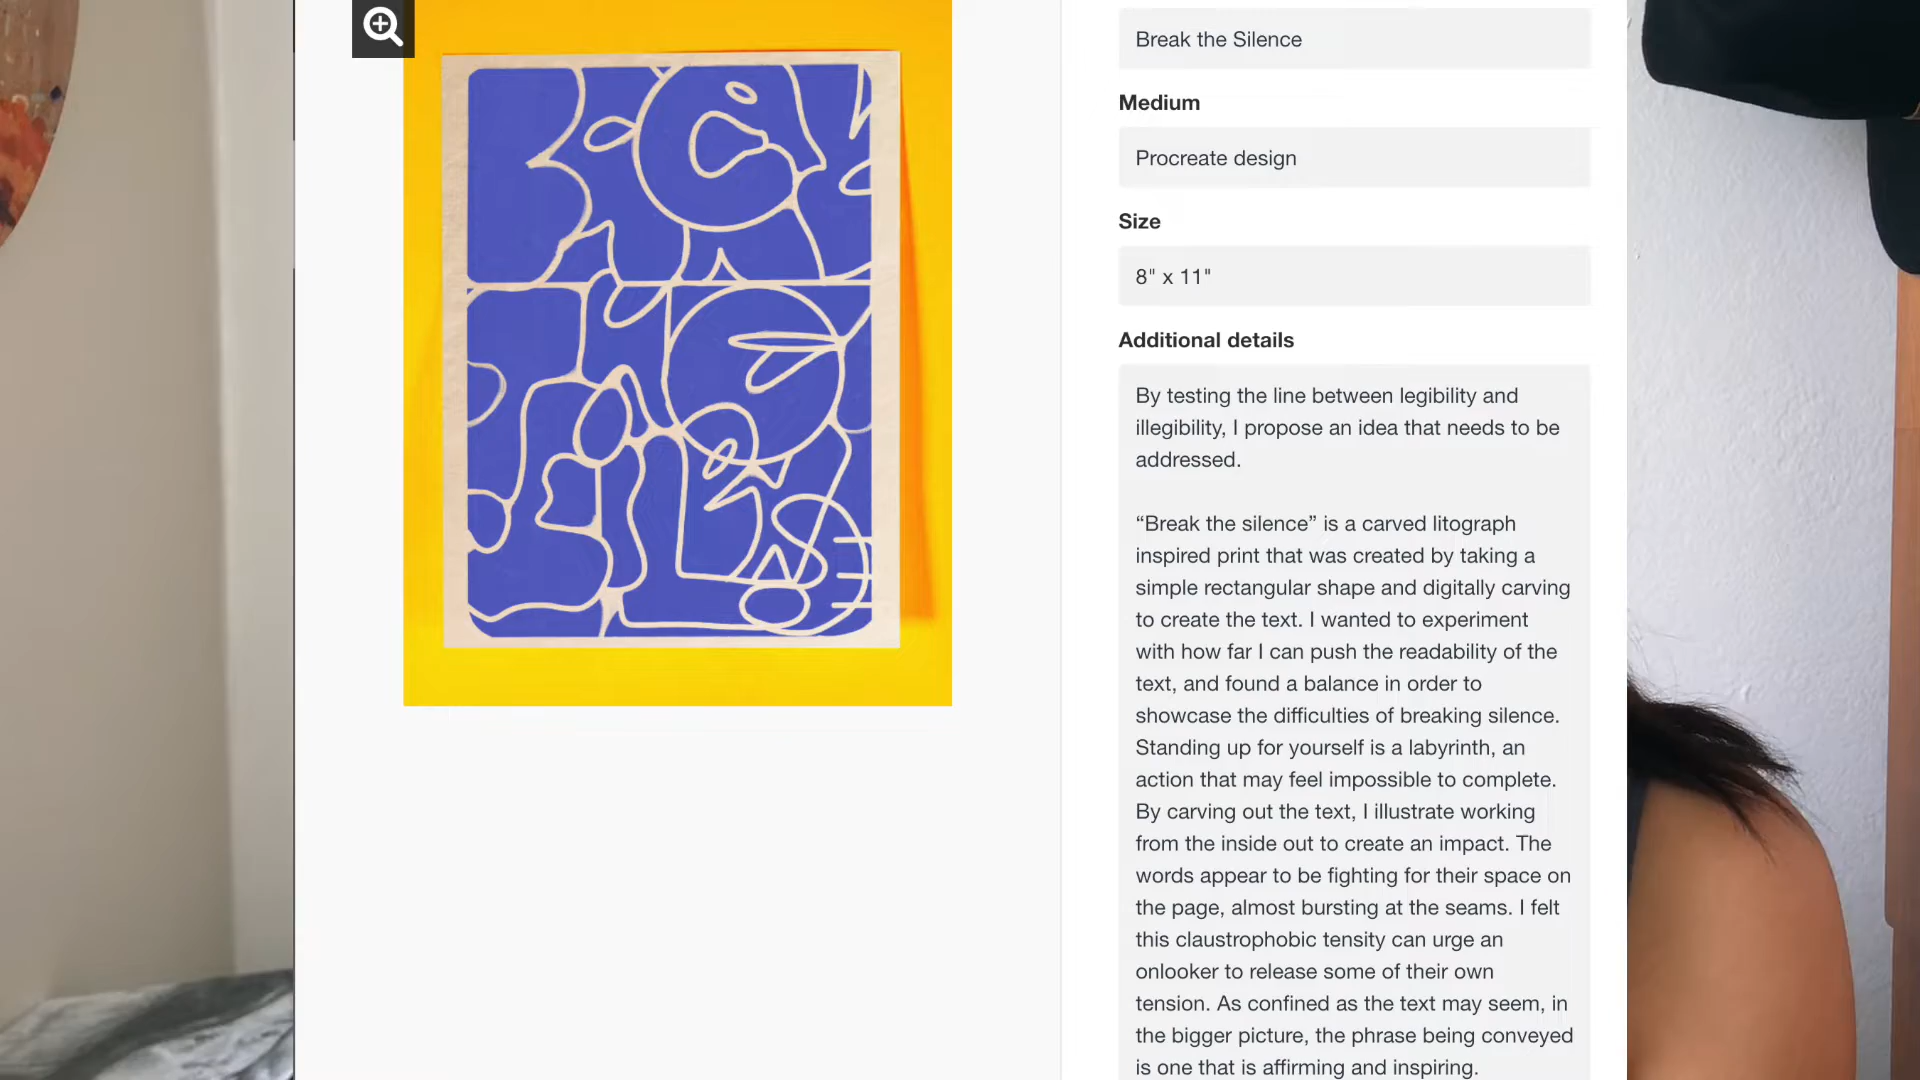 Break the Silence
Medium
Procreate design
Size
8" x 11"
Additional details
By testing the line between legibility and
illegibility, I propose an idea that needs to be
addressed.
“Break the silence” is a carved litograph
inspired print that was created by taking a
simple rectangular shape and digitally carving
to create the text. I wanted to experiment
with how far I can push the readability of the
text, and found a balance in order to
showcase the difficulties of breaking silence.
Standing up for yourself is a labyrinth, an
action that may feel impossible to complete.
By carving out the text, I illustrate working
from the inside out to create an impact. The
words appear to be fighting for their space on
the page, almost bursting at the seams. I felt
this claustrophobic tensity can urge an
onlooker to release some of their own
tension. As confined as the text may seem, in
the bigger picture, the phrase being conveyed
is one that is affirming and inspiring.